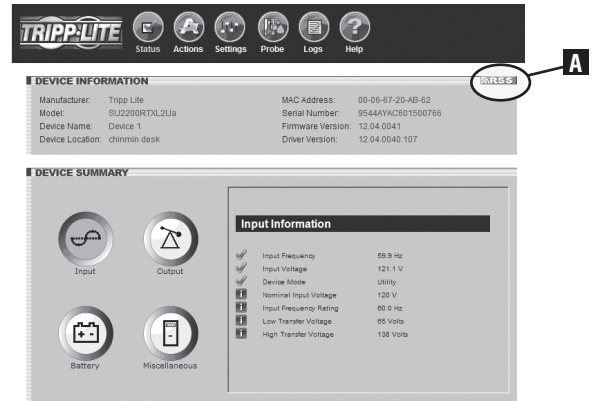 TRIPP·LITE
Status Actions Settings Probe Logs Help
A
DEVICE INFORMATION
RSS
Manufacturer: Tripp Lite
Model: SU2200RTXL2Ua
Device Name: Device 1
Device Location: chinmin desk
MAC Address: 00-06-67-20-AB-62
Serial Number: 9544AYAC601500766
Firmware Version: 12.04.0041
Driver Version: 12.04.0040.107
DEVICE SUMMARY
Input
Output
Battery
Miscellaneous
Input Information
Input Frequency 59.9 Hz
Input Voltage 121.1 V
Device Mode Utility
Nominal Input Voltage 120 V
Input Frequency Rating 60.0 Hz
Low Transfer Voltage 65 Volts
High Transfer Voltage 138 Volts